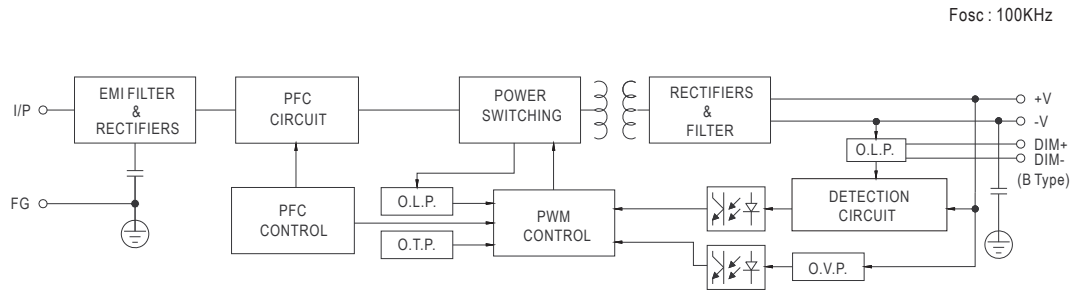 Fosc : 100KHz
I/P
EMI FILTER
&
RECTIFIERS
PFC
CIRCUIT
POWER
SWITCHING
RECTIFIERS
&
FILTER
+V
-V
DIM+
DIM-
(B Type)
O.L.P.
FG
PFC
CONTROL
O.L.P.
O.T.P.
PWM
CONTROL
DETECTION
CIRCUIT
O.V.P.